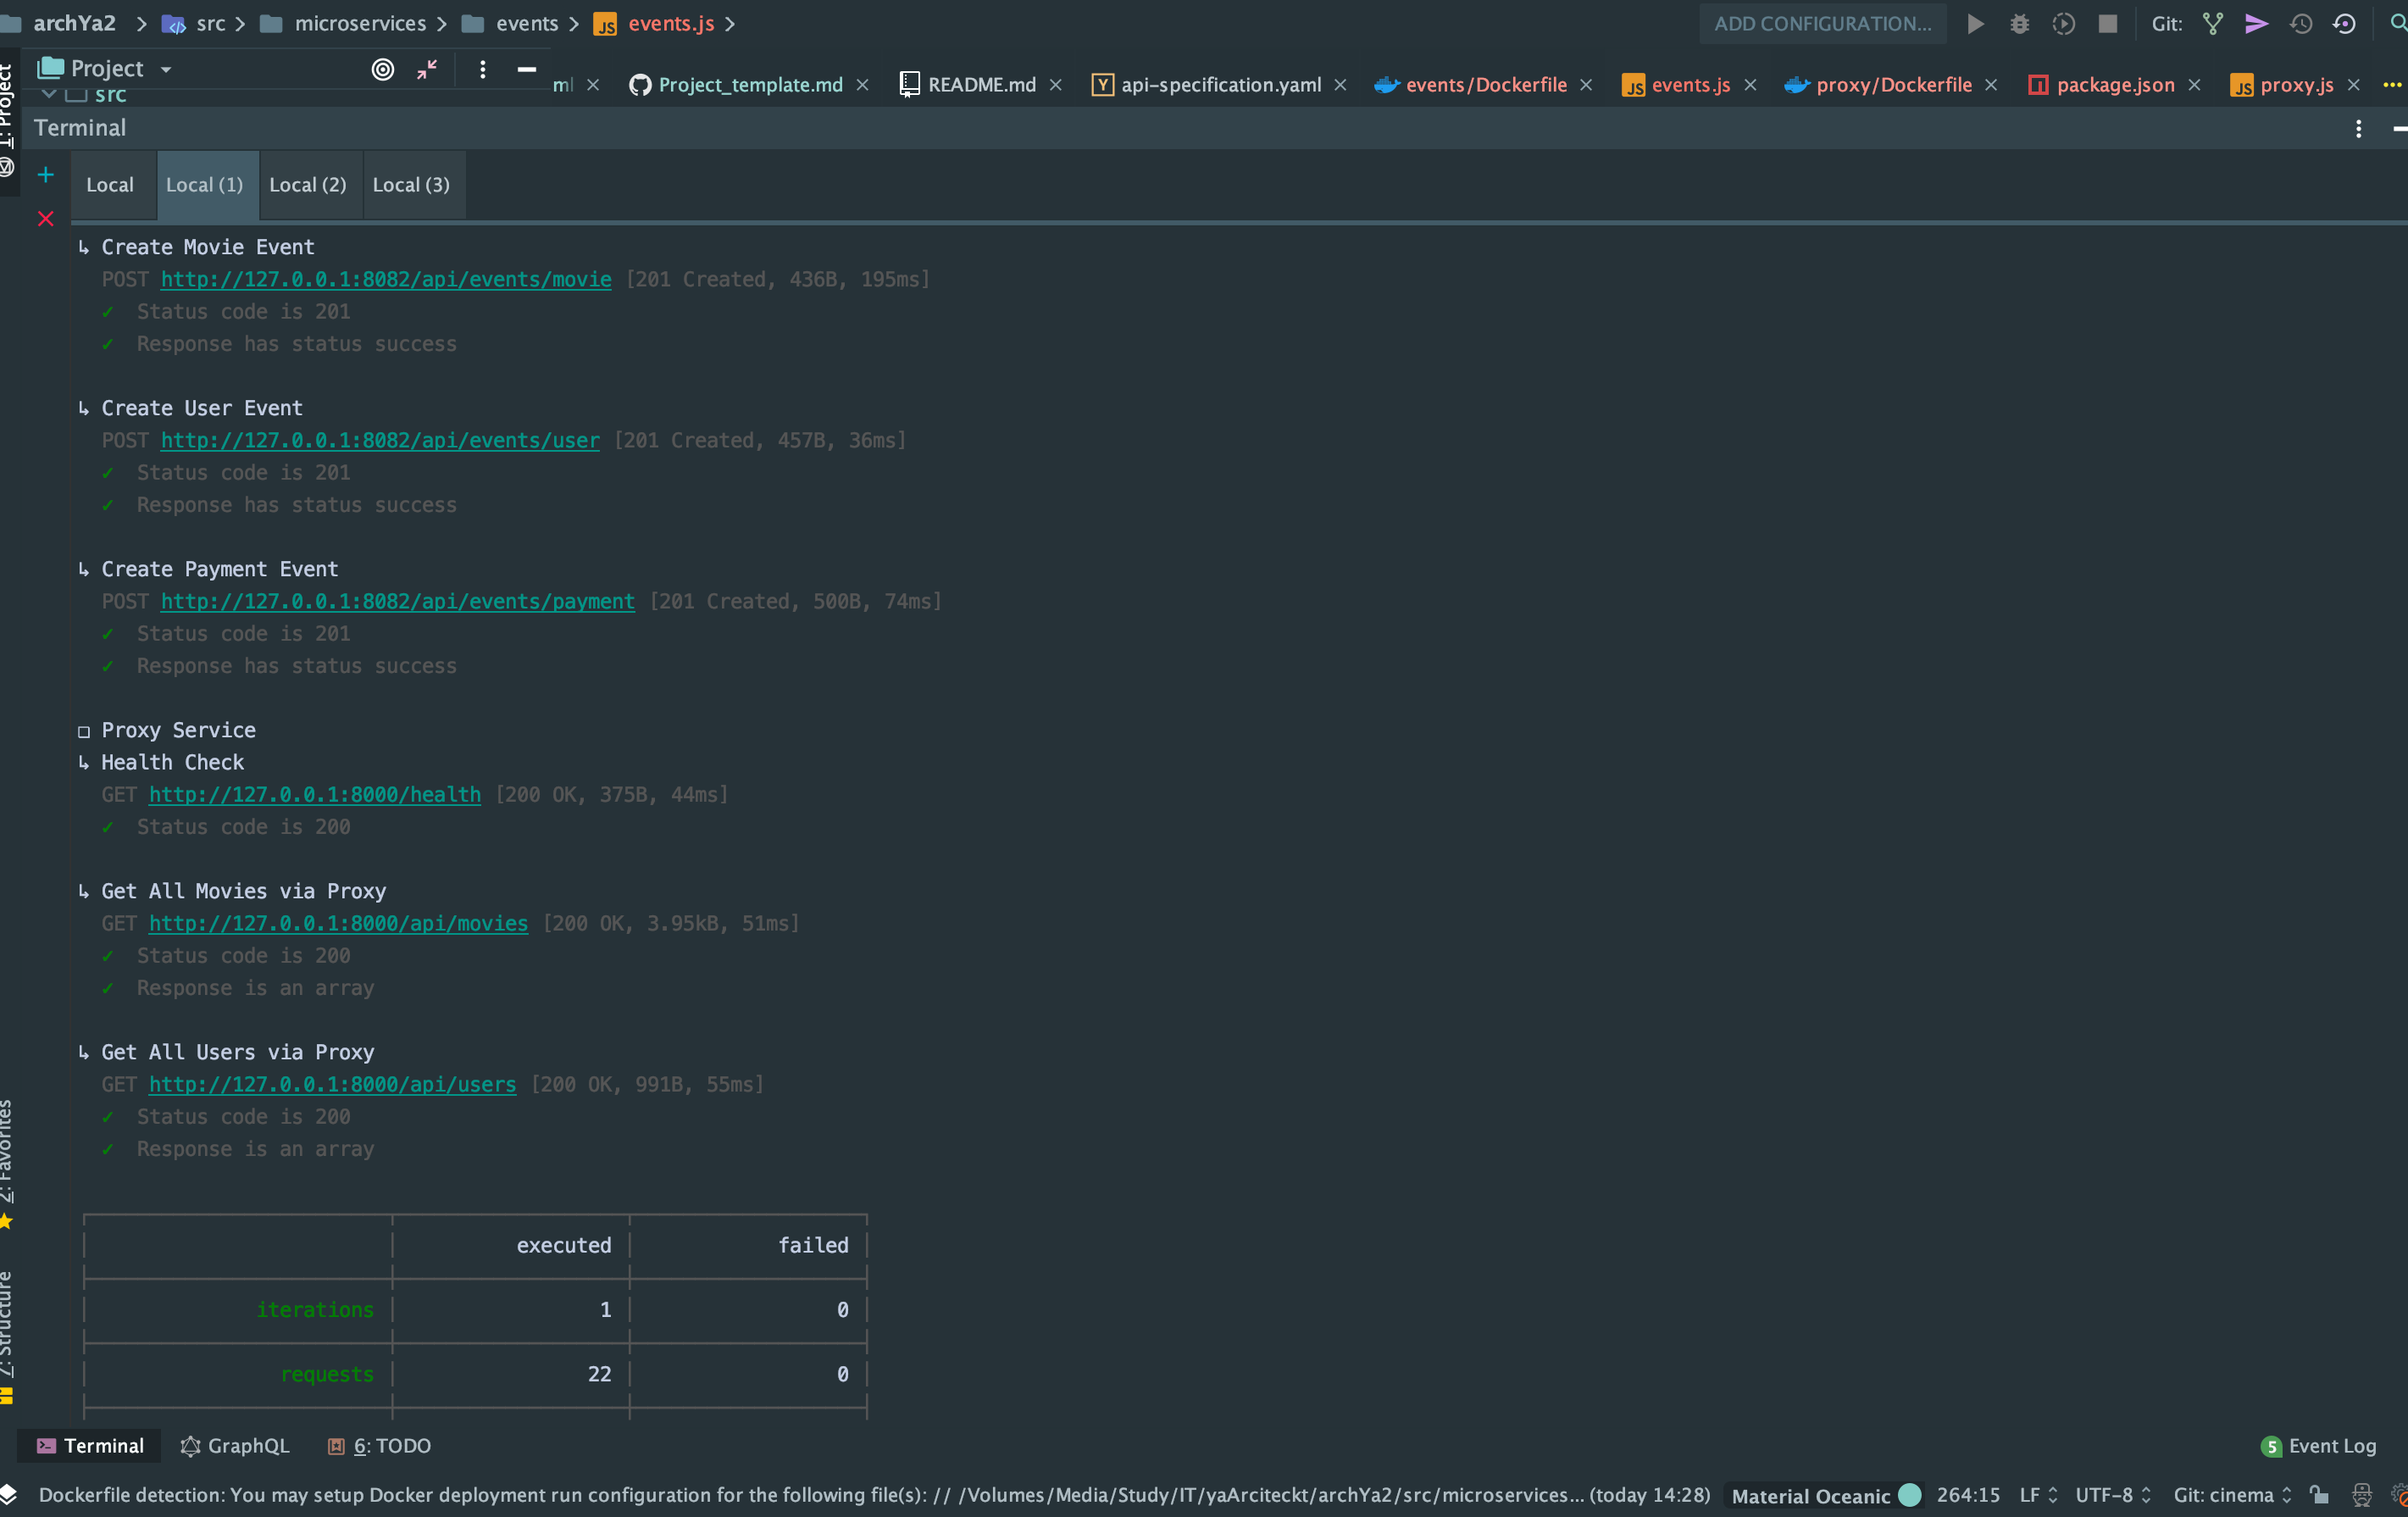 archYa2 src microservices events events.js ADD CONFIGURATION... Git:
Project ml Project_template.md README.md api-specification.yaml events/Dockerfile events.js proxy/Dockerfile package.json proxy.js
src
1: Project
Terminal
Local Local (1) Local (2) Local (3)
↳ Create Movie Event
POST http://127.0.0.1:8082/api/events/movie [201 Created, 436B, 195ms]
✓ Status code is 201
✓ Response has status success
↳ Create User Event
POST http://127.0.0.1:8082/api/events/user [201 Created, 457B, 36ms]
✓ Status code is 201
✓ Response has status success
↳ Create Payment Event
POST http://127.0.0.1:8082/api/events/payment [201 Created, 500B, 74ms]
✓ Status code is 201
✓ Response has status success
□ Proxy Service
↳ Health Check
GET http://127.0.0.1:8000/health [200 OK, 375B, 44ms]
✓ Status code is 200
↳ Get All Movies via Proxy
GET http://127.0.0.1:8000/api/movies [200 OK, 3.95kB, 51ms]
✓ Status code is 200
✓ Response is an array
↳ Get All Users via Proxy
GET http://127.0.0.1:8000/api/users [200 OK, 991B, 55ms]
✓ Status code is 200
✓ Response is an array
2: Favorites
7: Structure
executed failed
iterations 1 0
requests 22 0
Terminal GraphQL 6: TODO 5 Event Log
Dockerfile detection: You may setup Docker deployment run configuration for the following file(s): // /Volumes/Media/Study/IT/yaArciteckt/archYa2/src/microservices... (today 14:28) Material Oceanic 264:15 LF UTF-8 Git: cinema